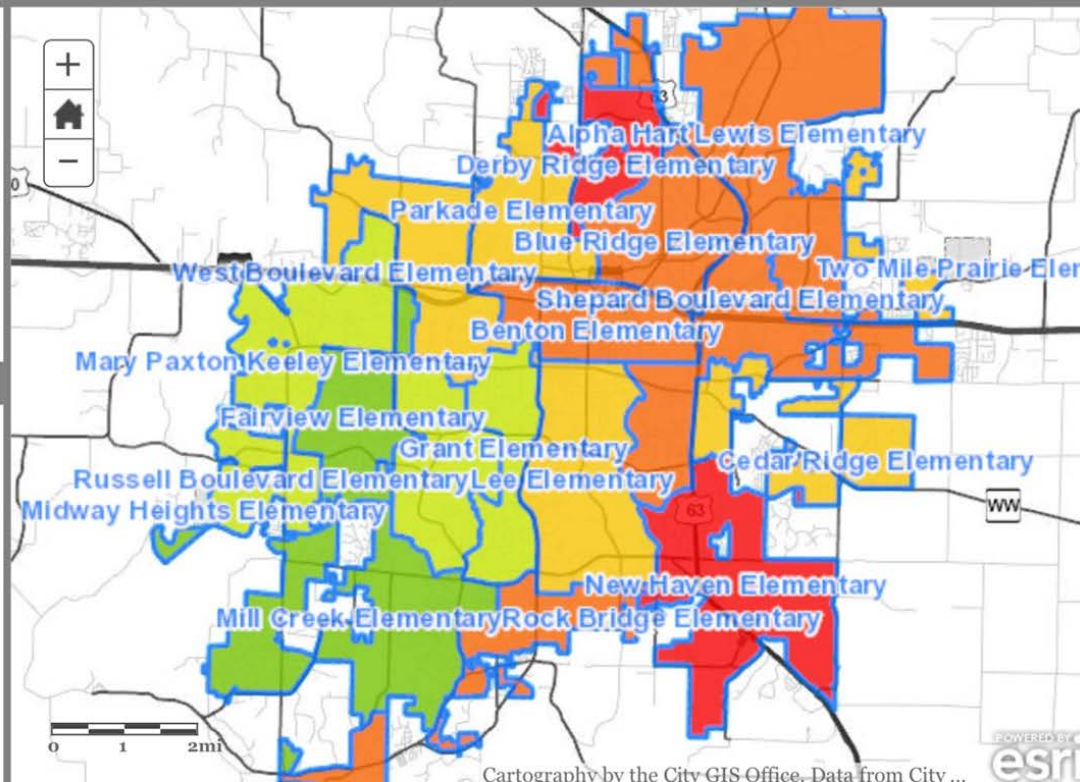 +
63
Alpha Hart Lewis Elementary
Derby Ridge Elementary
−
0
Parkade Elementary
Blue Ridge Elementary
West Boulevard Elementary
Two Mile Prairie Eler
Shepard Boulevard Elementary
Benton Elementary
Mary Paxton Keeley Elementary
Fairview Elementary
Grant Elementary
Cedar Ridge Elementary
Russell Boulevard Elementary
Lee Elementary
Midway Heights Elementary
63
WW
New Haven Elementary
Mill Creek Elementary
Rock Bridge Elementary
0 1 2mi
POWERED BY
esri
Cartography by the City GIS Office. Data from City ...